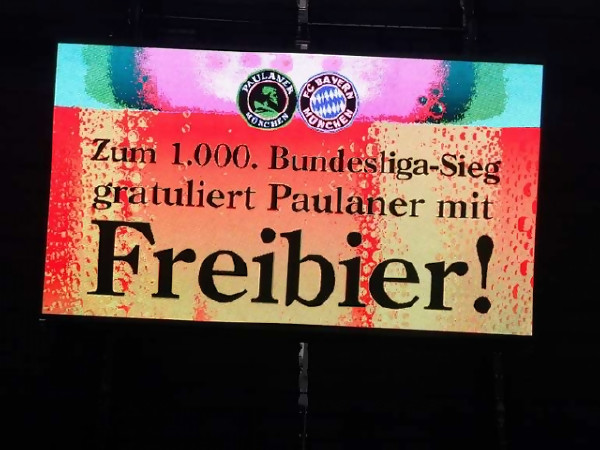 PAULANER
MÜNCHEN
FC BAYERN
MÜNCHEN
Zum 1.000. Bundesliga-Sieg
gratuliert Paulaner mit
Freibier!